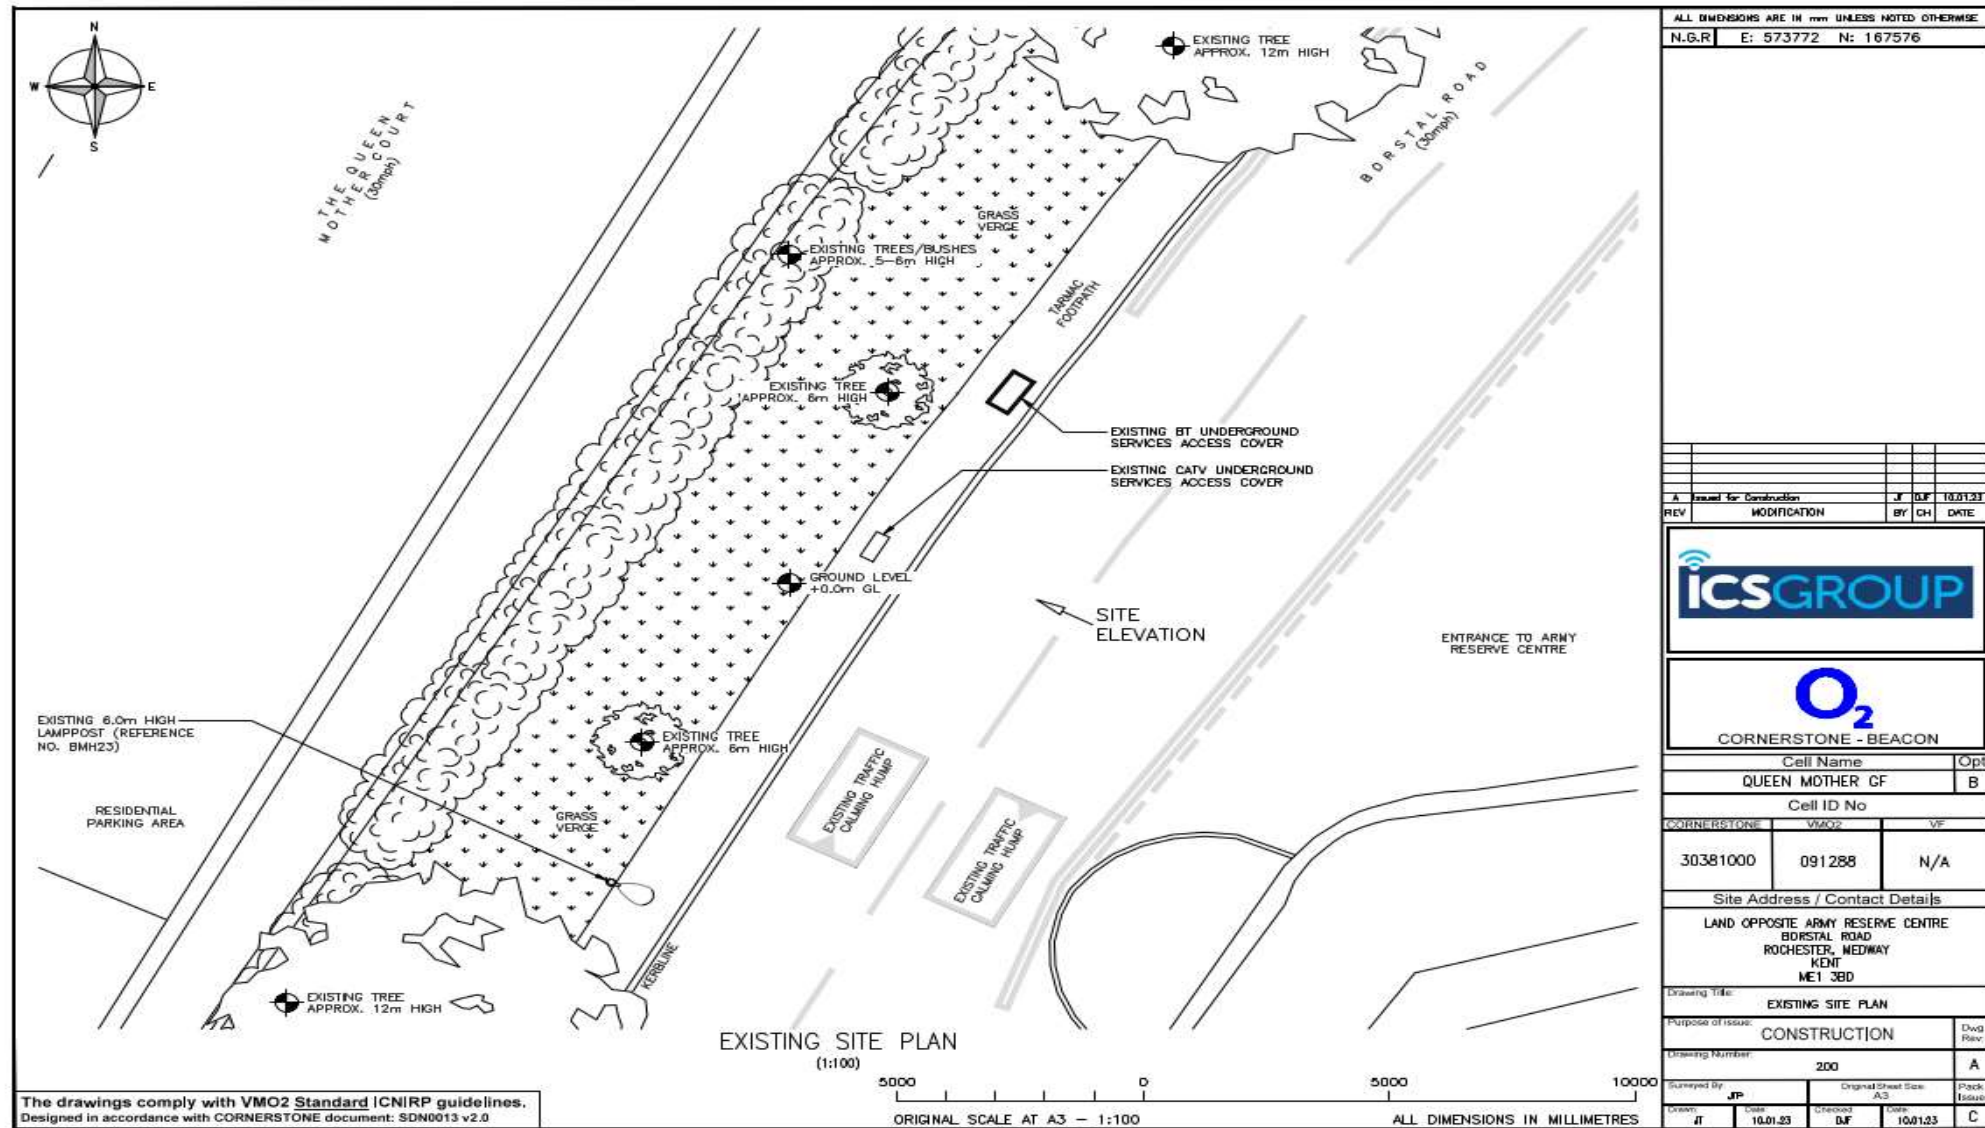 N
W
E
S
THE QUEEN
MOTHER COURT
(30mph)
EXISTING TREE
APPROX. 12m HIGH
BORSTAL ROAD
(30mph)
GRASS
VERGE
EXISTING TREES/BUSHES
APPROX. 5-6m HIGH
TARMAC
FOOTPATH
EXISTING TREE
APPROX. 6m HIGH
EXISTING BT UNDERGROUND
SERVICES ACCESS COVER
EXISTING CATV UNDERGROUND
SERVICES ACCESS COVER
GROUND LEVEL
+0.0m GL
SITE
ELEVATION
ENTRANCE TO ARMY
RESERVE CENTRE
EXISTING 6.0m HIGH
LAMPPOST (REFERENCE
NO. BMH23)
EXISTING TREE
APPROX. 6m HIGH
RESIDENTIAL
PARKING AREA
GRASS
VERGE
EXISTING TRAFFIC
CALMING HUMP
EXISTING TRAFFIC
CALMING HUMP
KERBLINE
EXISTING TREE
APPROX. 12m HIGH
EXISTING SITE PLAN
(1:100)
5000 0 5000 10000
ORIGINAL SCALE AT A3 - 1:100 ALL DIMENSIONS IN MILLIMETRES
The drawings comply with VMO2 Standard ICNIRP guidelines.
Designed in accordance with CORNERSTONE document: SDN0013 v2.0
ALL DIMENSIONS ARE IN mm UNLESS NOTED OTHERWISE
N.G.R E: 573772 N: 167576
A Issued for Construction JT DJF 10.01.23
REV MODIFICATION BY CH DATE
ICSGROUP
O2
CORNERSTONE - BEACON
Cell Name Opt
QUEEN MOTHER GF B
Cell ID No
CORNERSTONE VMO2 VF
30381000 091288 N/A
Site Address / Contact Details
LAND OPPOSITE ARMY RESERVE CENTRE
BORSTAL ROAD
ROCHESTER, MEDWAY
KENT
ME1 3BD
Drawing Title:
EXISTING SITE PLAN
Purpose of issue:
CONSTRUCTION
Dwg
Rev:
Drawing Number:
200 A
Surveyed By:
JTP
Original Sheet Size:
A3
Pack
Issue
Drawn: Date: Checked: Date:
JT 10.01.23 DJF 10.01.23 C